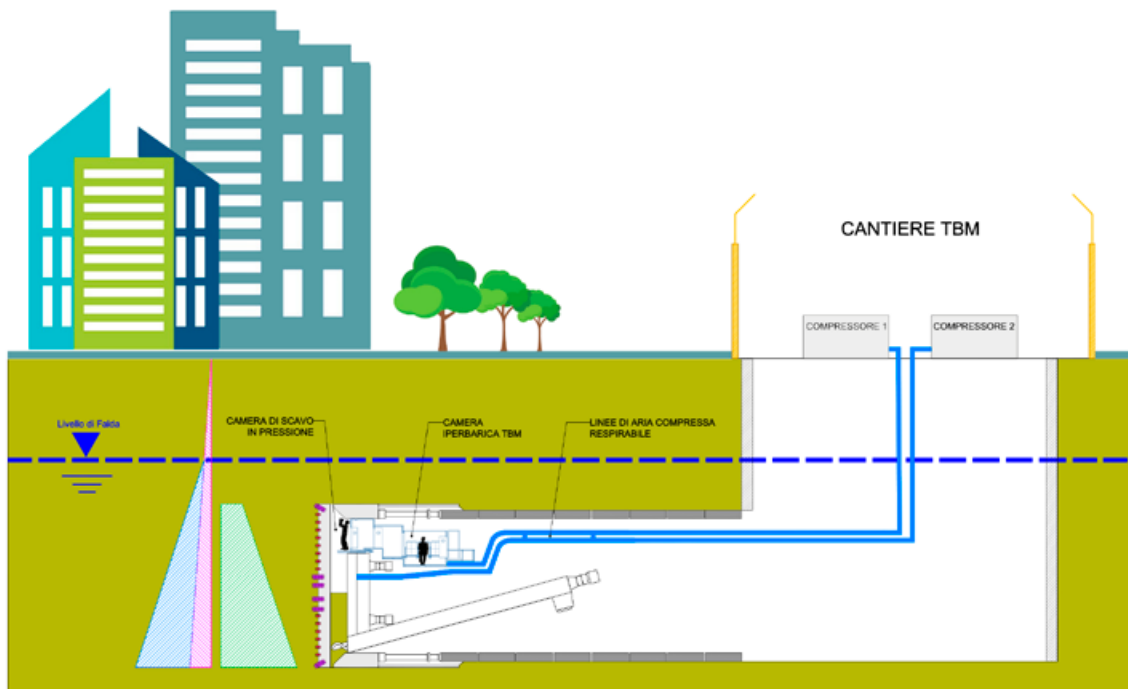 CANTIERE TBM
COMPRESSORE 1
COMPRESSORE 2
Livello di Falda
CAMERA DI SCAVO
IN PRESSIONE
CAMERA
IPERBARICA TBM
LINEE DI ARIA COMPRESSA
RESPIRABILE